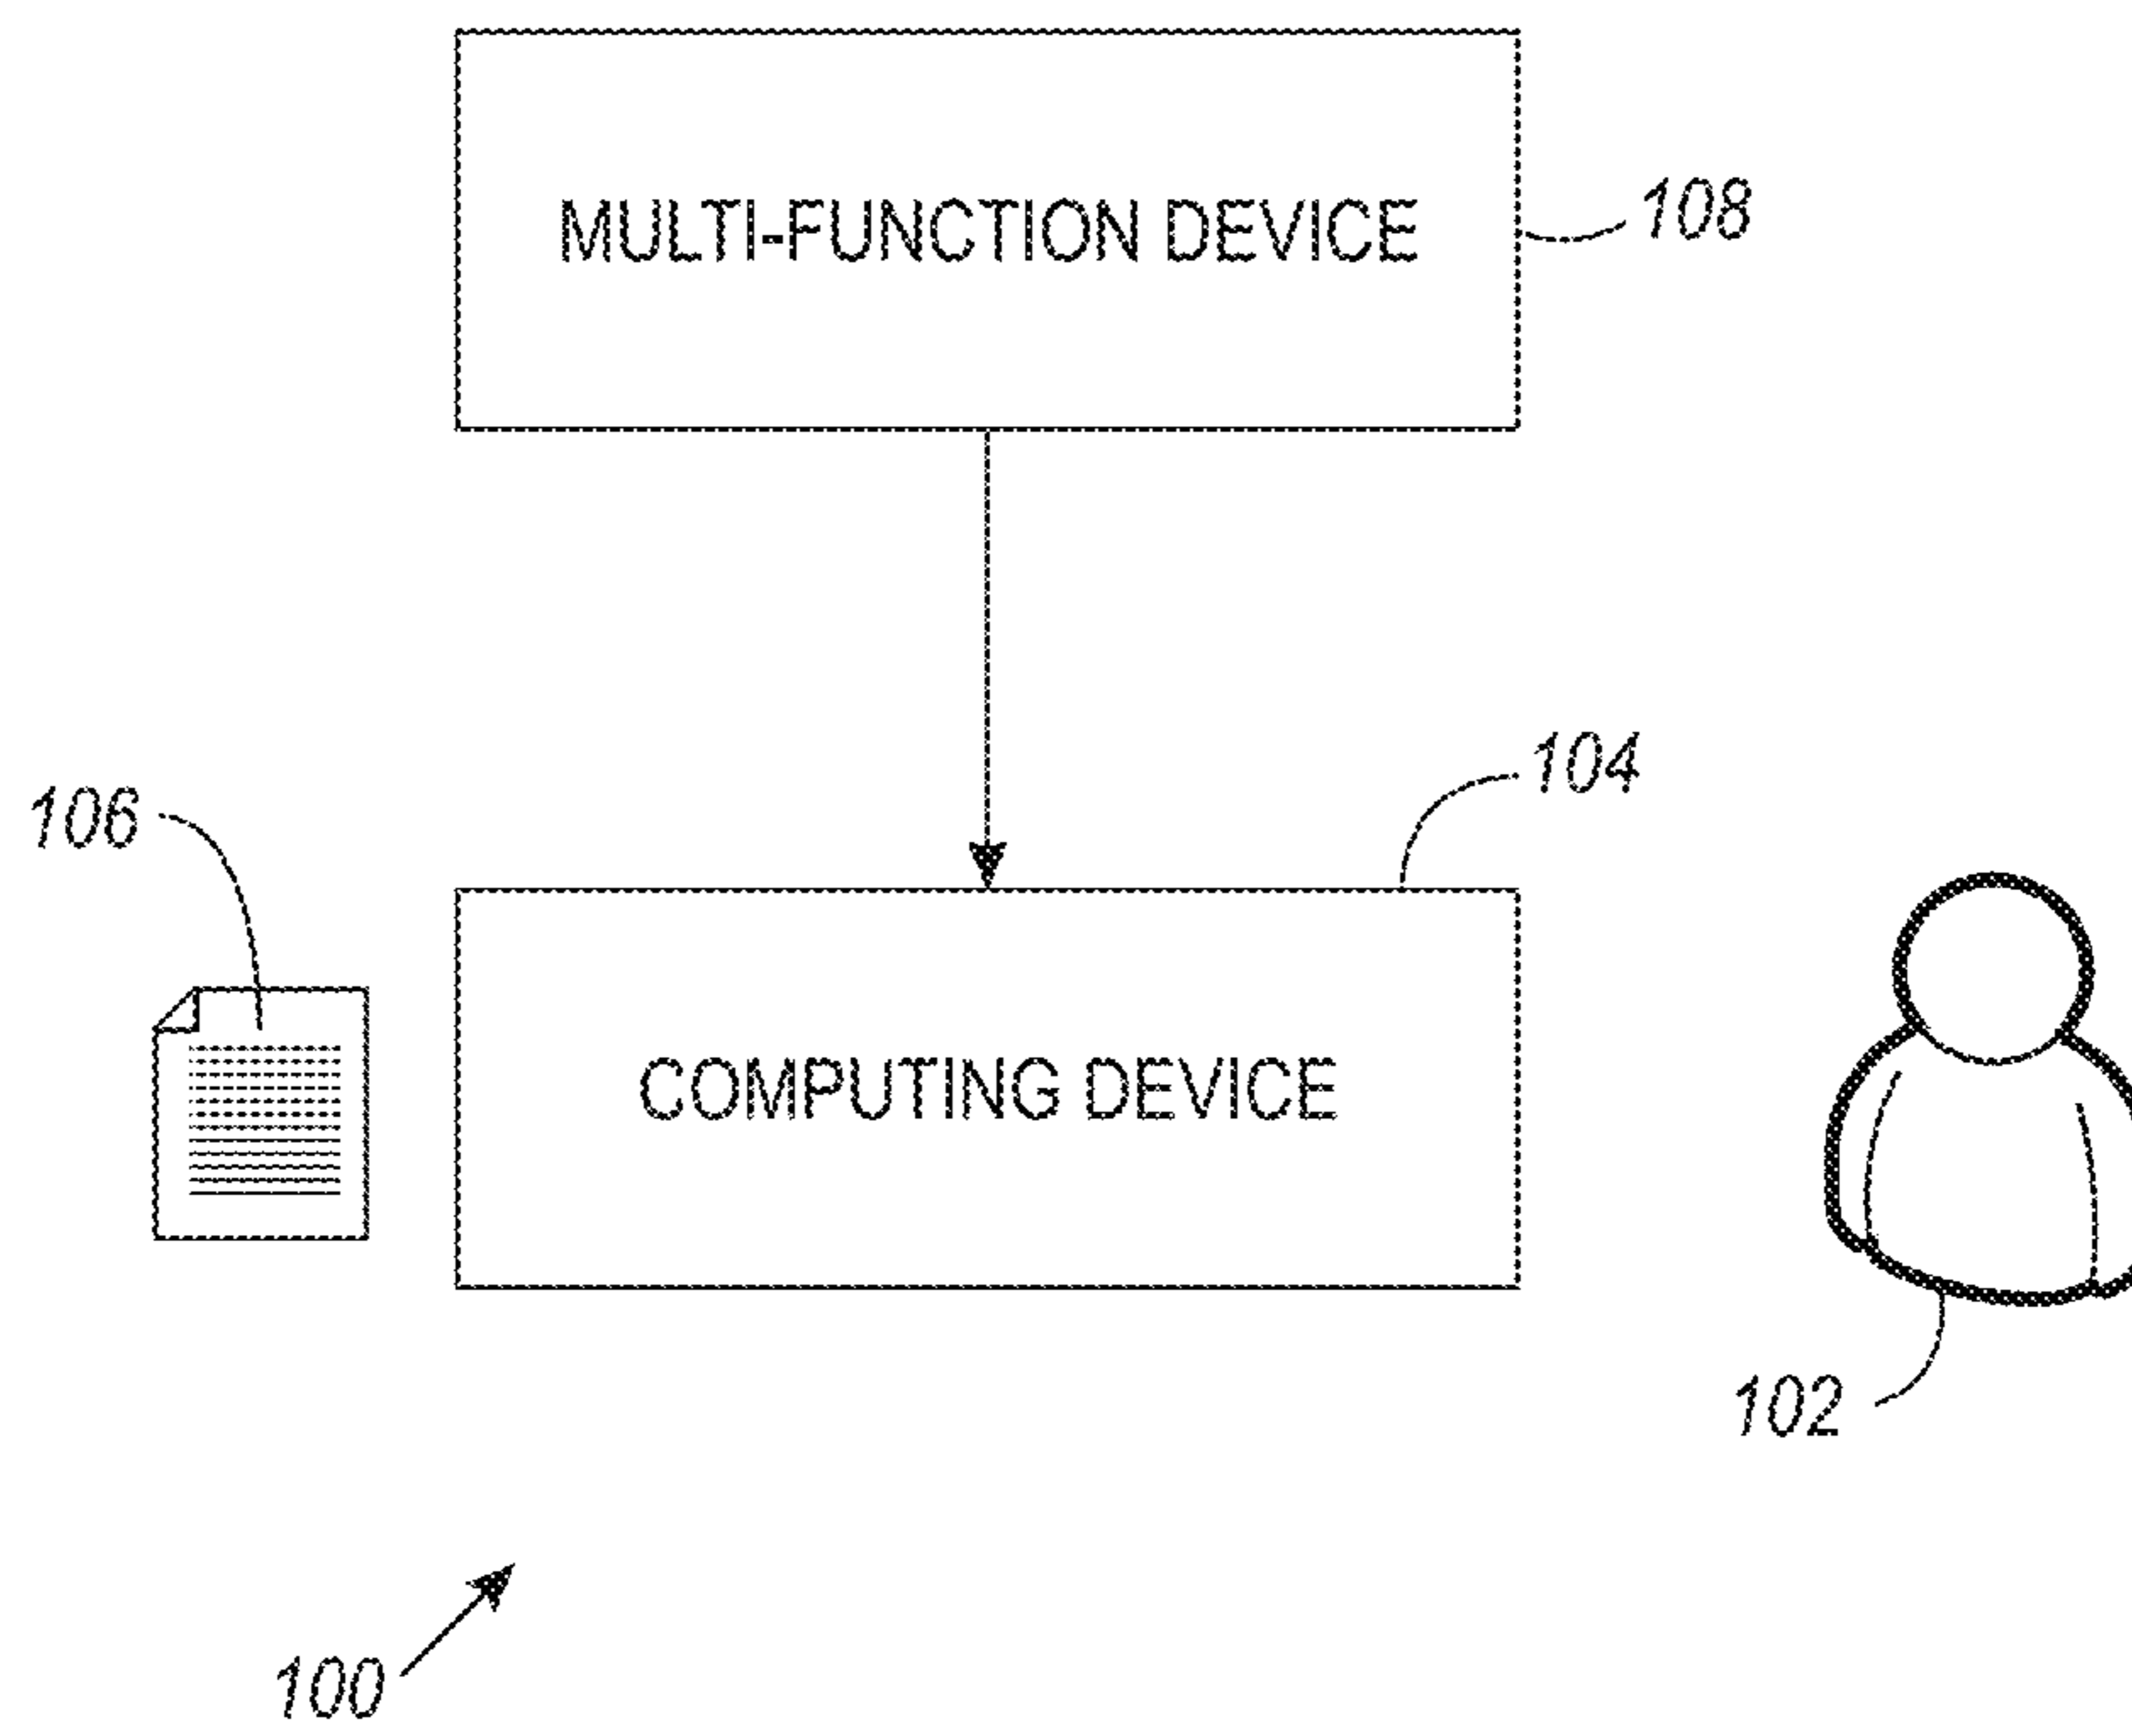 MULTI-FUNCTION DEVICE
108
104
106
COMPUTING DEVICE
102
100